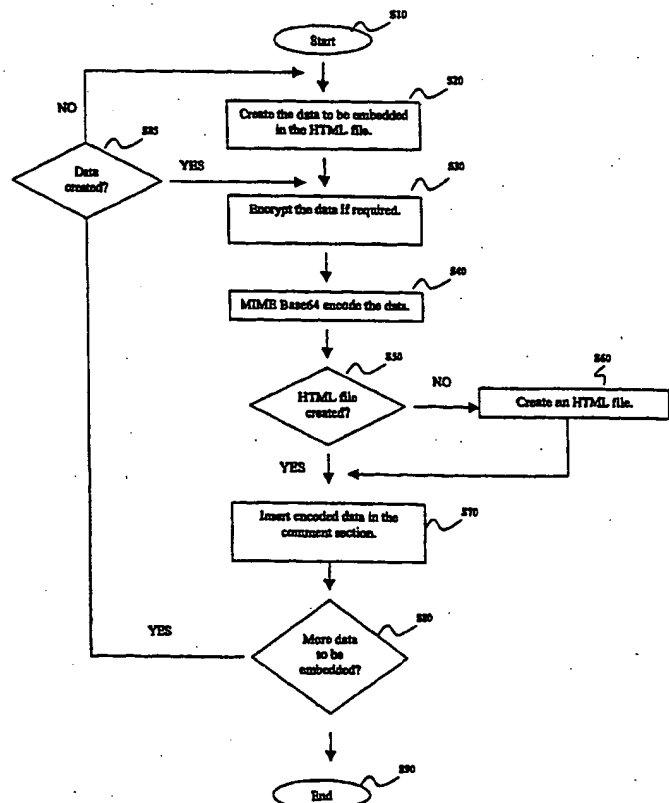 S10
Start
NO
S20
Create the data to be embedded
in the HTML file.
S85
Data
created?
YES
S30
Encrypt the data if required.
S40
MIME Base64 encode the data.
S50
HTML file
created?
NO
S60
Create an HTML file.
YES
Insert encoded data in the
comment section.
S70
YES
S80
More data
to be
embedded?
S90
End